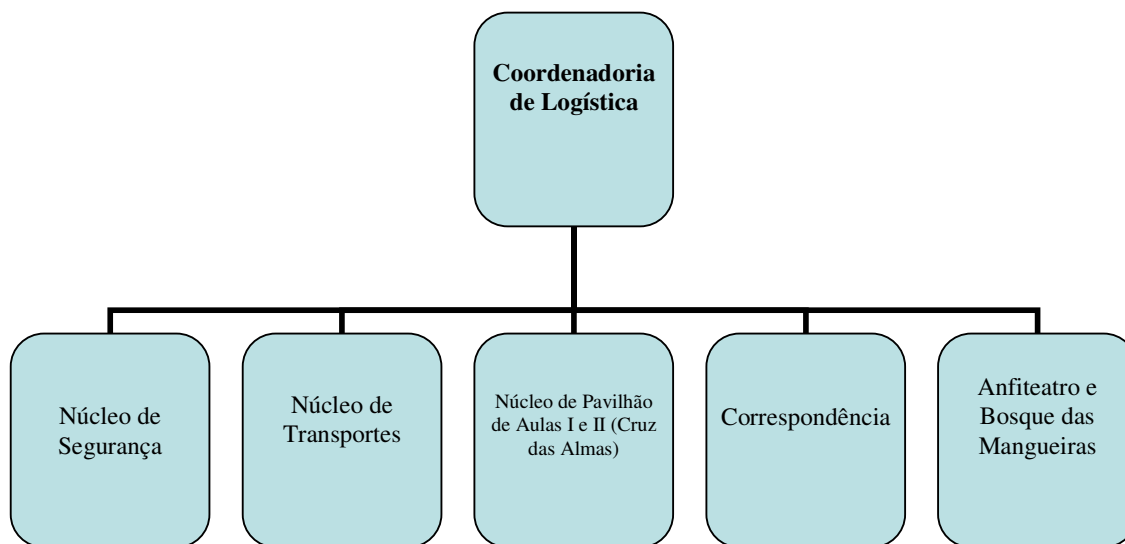 Coordenadoria
de Logística
Núcleo de
Segurança
Núcleo de
Transportes
Núcleo de Pavilhão
de Aulas I e II (Cruz
das Almas)
Correspondência
Anfiteatro e
Bosque das
Mangueiras